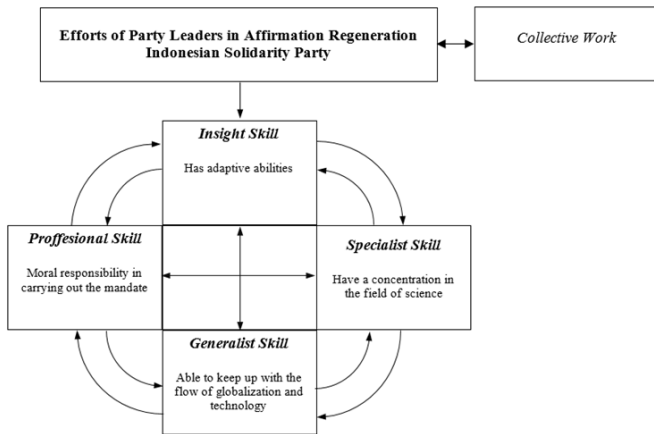 Efforts of Party Leaders in Affirmation Regeneration
Indonesian Solidarity Party
Collective Work
Insight Skill
Has adaptive abilities
Proffesional Skill
Moral responsibility in
carrying out the mandate
Specialist Skill
Have a concentration in
the field of science
Generalist Skill
Able to keep up with the
flow of globalization and
technology